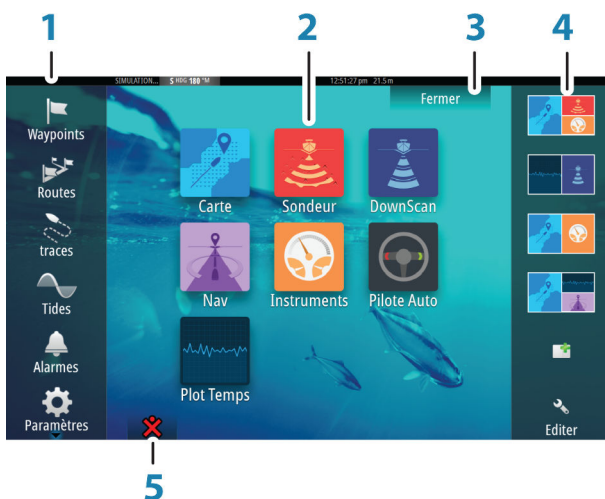 1
2
3
4
SIMULATION... S HDG 180 °M 12:51:27 pm 21.5 m
Fermer
Waypoints
Routes
traces
Tides
Alarmes
Paramètres
Carte
Sondeur
DownScan
Nav
Instruments
Pilote Auto
Plot Temps
Editer
5